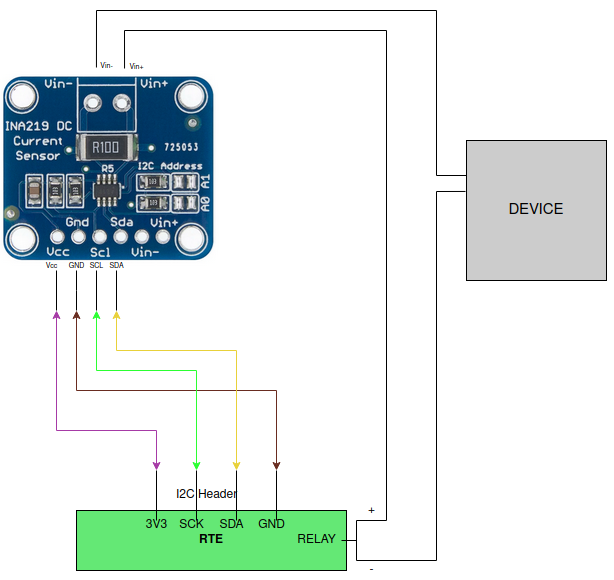 Vin- Vin+
Vin- Vin+
INA219 DC
Current
Sensor
R100
725053
R5
I2C Address
A1
A0
Gnd Sda Vin+
Vcc Scl Vin-
Vcc GND SCL SDA
DEVICE
I2C Header
+
3V3 SCK SDA GND
RTE RELAY
-